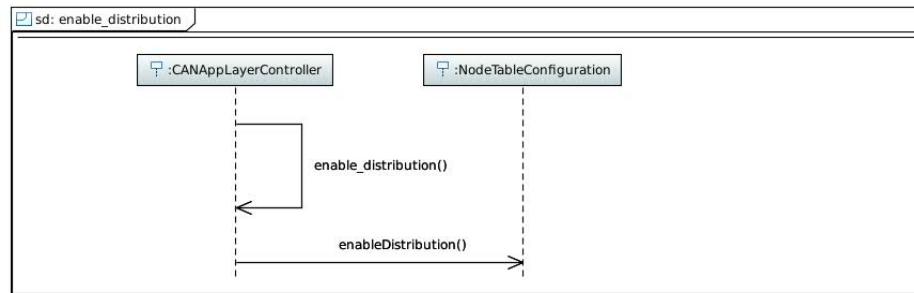 sd: enable_distribution
:CANAppLayerController
:NodeTableConfiguration
enable_distribution()
enableDistribution()